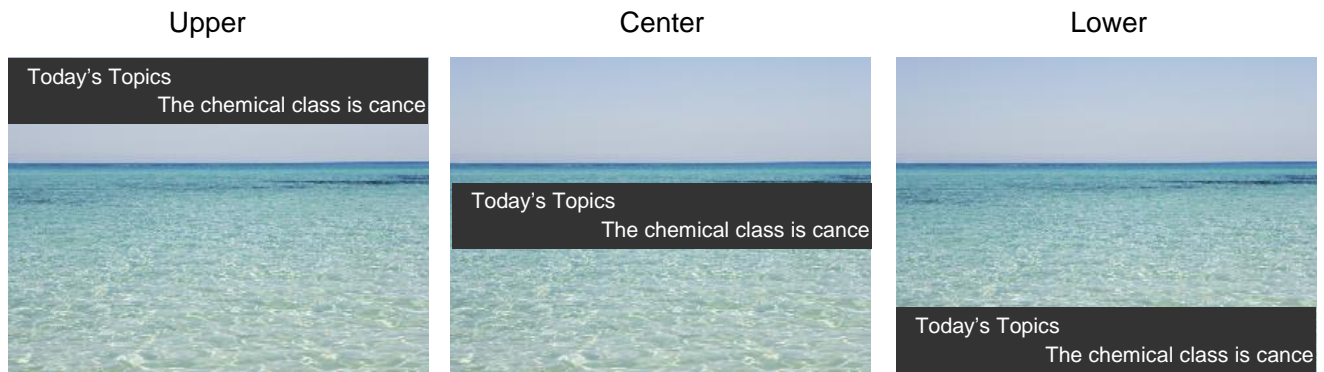 Upper
Center
Lower
Today's Topics
The chemical class is cance
Today's Topics
The chemical class is cance
Today's Topics
The chemical class is cance